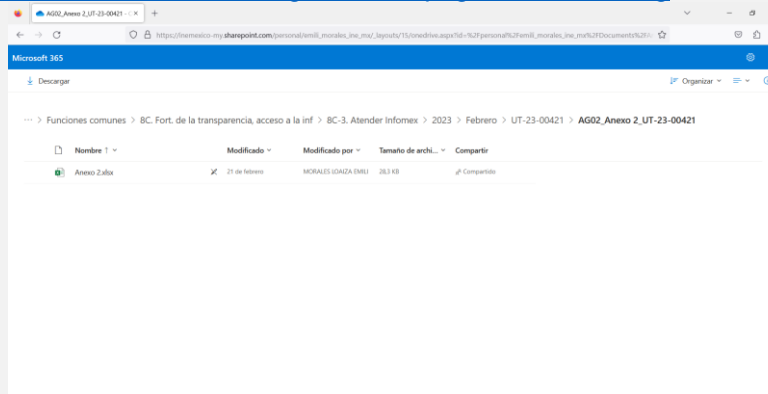 AG02_Anexo 2_UT-23-00421 -
https://inemexico-my.sharepoint.com/personal/emili_morales_ine_mx/_layouts/15/onedrive.aspx?id=%2Fpersonal%2Femili_morales_ine_mx%2FDocuments%2F
Microsoft 365
Descargar
Organizar
... > Funciones comunes > 8C. Fort. de la transparencia, acceso a la inf > 8C-3. Atender Infomex > 2023 > Febrero > UT-23-00421 > AG02_Anexo 2_UT-23-00421
Nombre ↑ Modificado Modificado por Tamaño de archi... Compartir
Anexo 2.xlsx 21 de febrero MORALES LOAIZA EMILI 28,3 KB Compartido